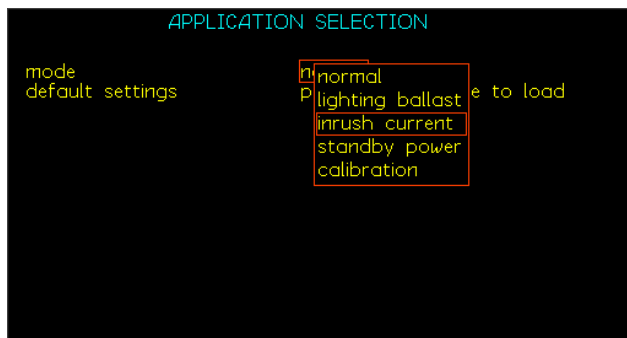 APPLICATION SELECTION
mode
normal
default settings
e to load
lighting ballast
inrush current
standby power
calibration